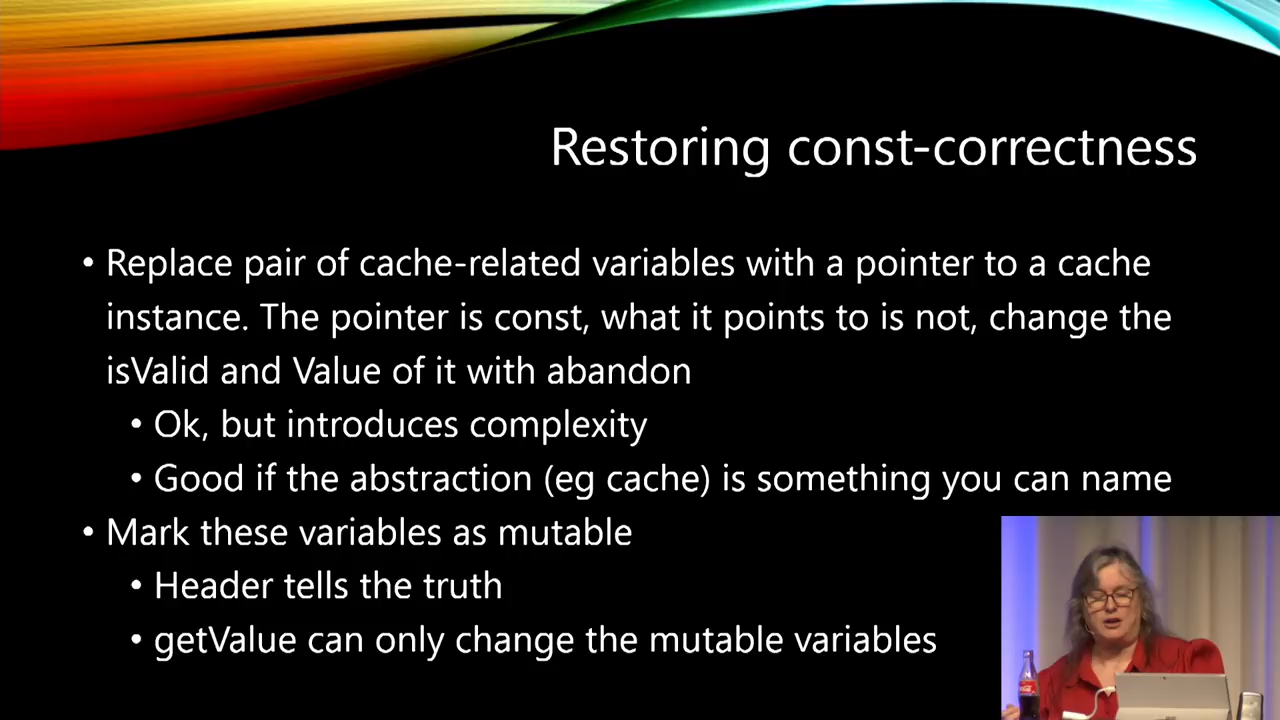 Restoring const-correctness
• Replace pair of cache-related variables with a pointer to a cache
instance. The pointer is const, what it points to is not, change the
isValid and Value of it with abandon
• Ok, but introduces complexity
• Good if the abstraction (eg cache) is something you can name
• Mark these variables as mutable
• Header tells the truth
• getValue can only change the mutable variables